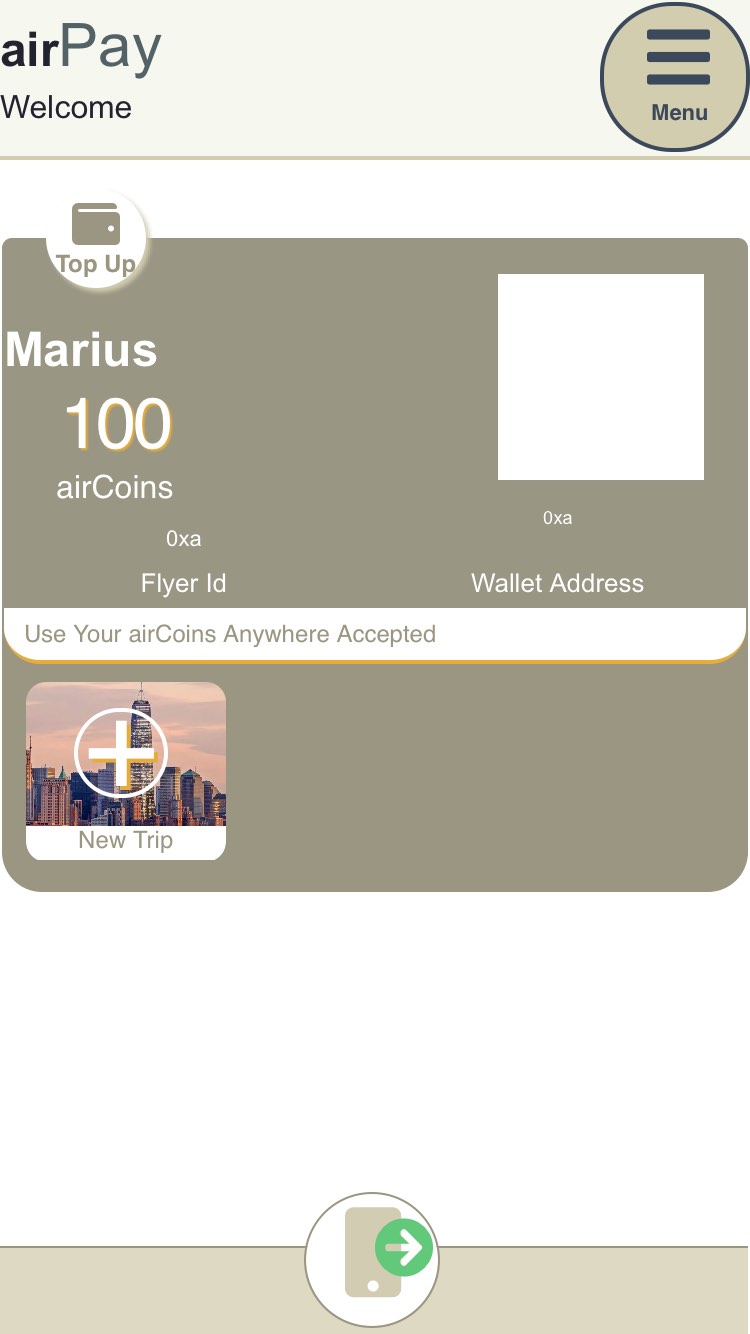 airPay
Welcome
Menu
Top Up
Marius
100
airCoins
0xa
0xa
Flyer Id
Wallet Address
Use Your airCoins Anywhere Accepted
New Trip